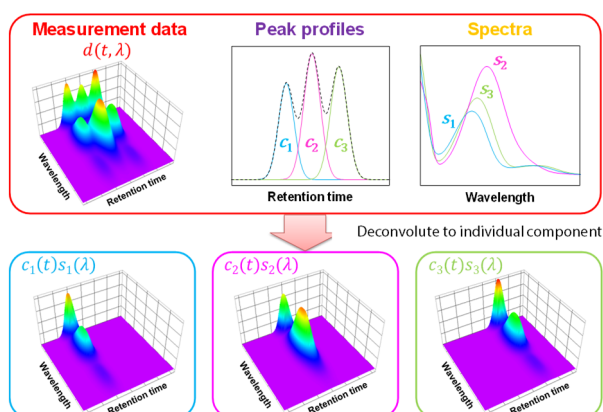 Measurement data
Peak profiles
Spectra
d(t, λ)
c₁
c₂
c₃
s₁
s₂
s₃
Wavelength
Retention time
Retention time
Wavelength
Deconvolute to individual component
c₁(t)s₁(λ)
c₂(t)s₂(λ)
c₃(t)s₃(λ)
Wavelength
Retention time
Wavelength
Retention time
Wavelength
Retention time